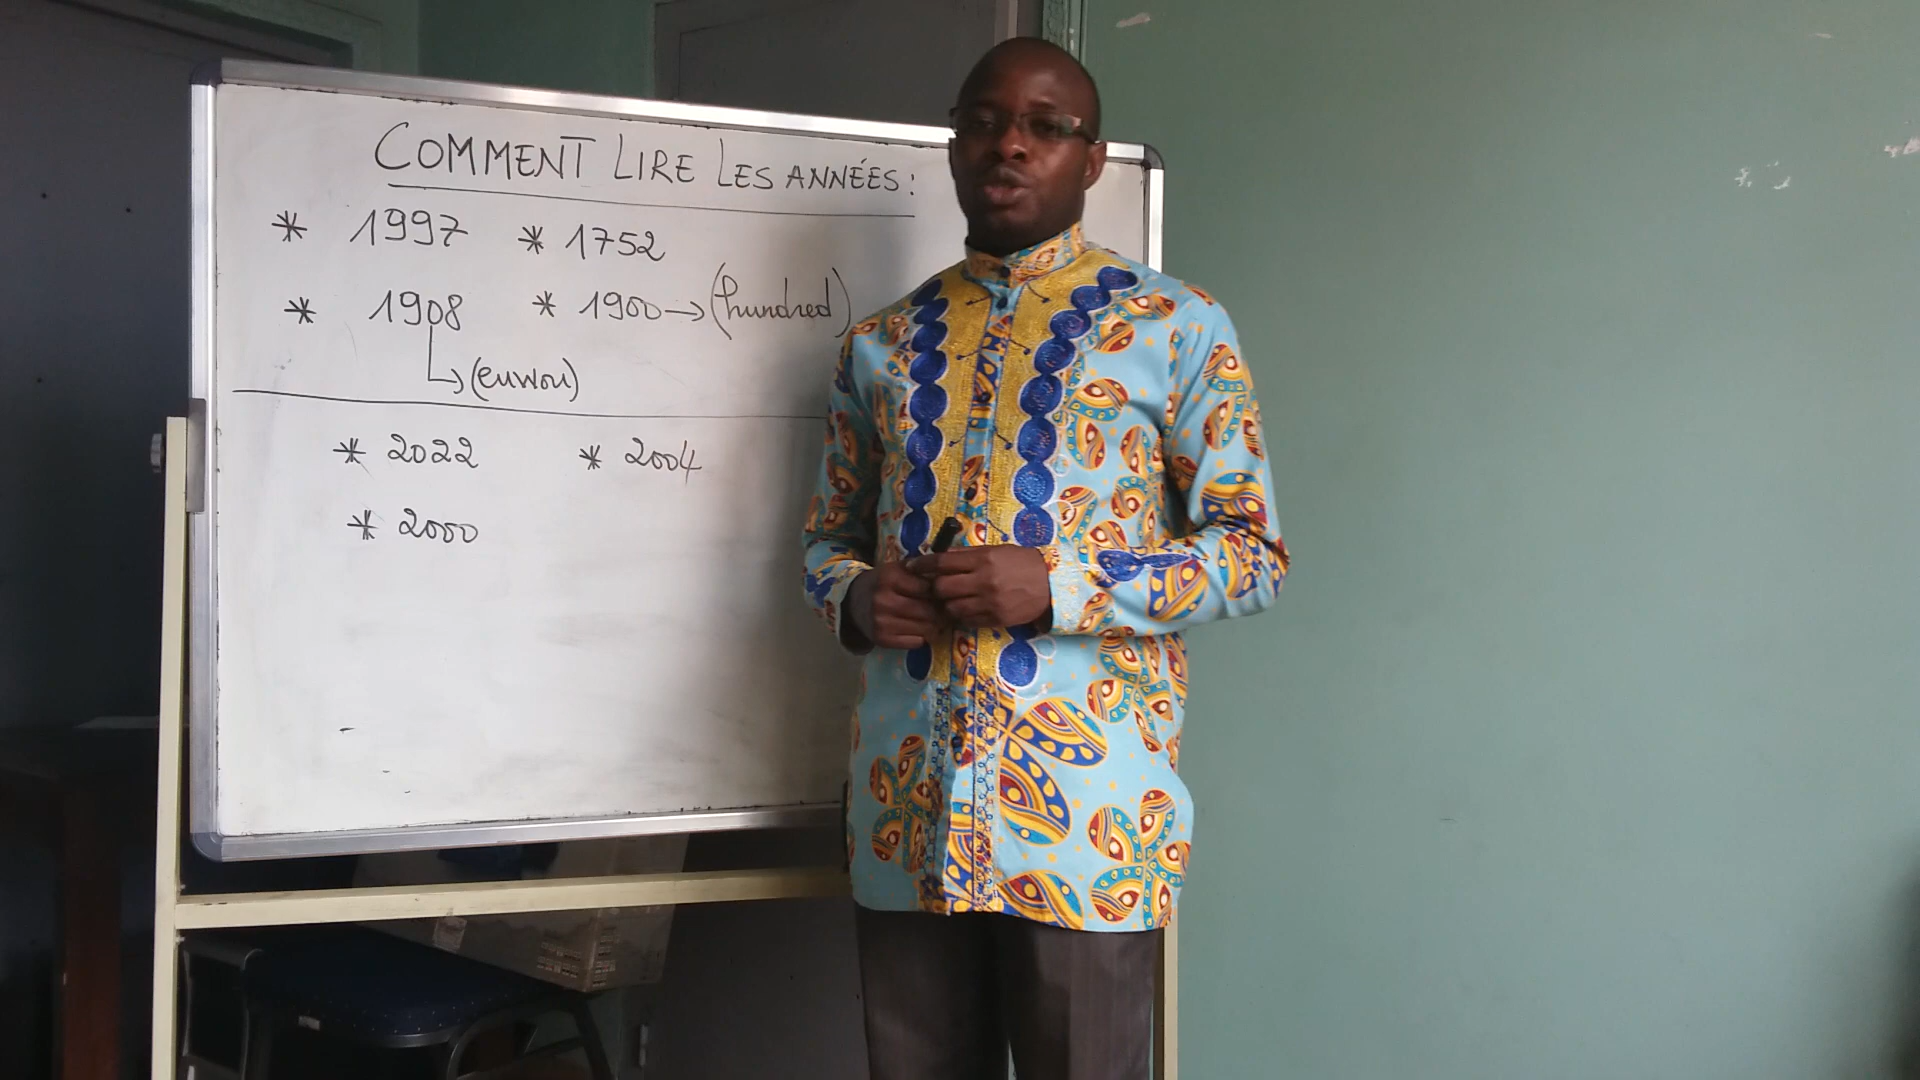 COMMENT LIRE LES ANNÉES :
* 1997 * 1752
* 1908 * 1900 → (hundred)
↳ (euwou)
* 2022 * 2004
* 2000